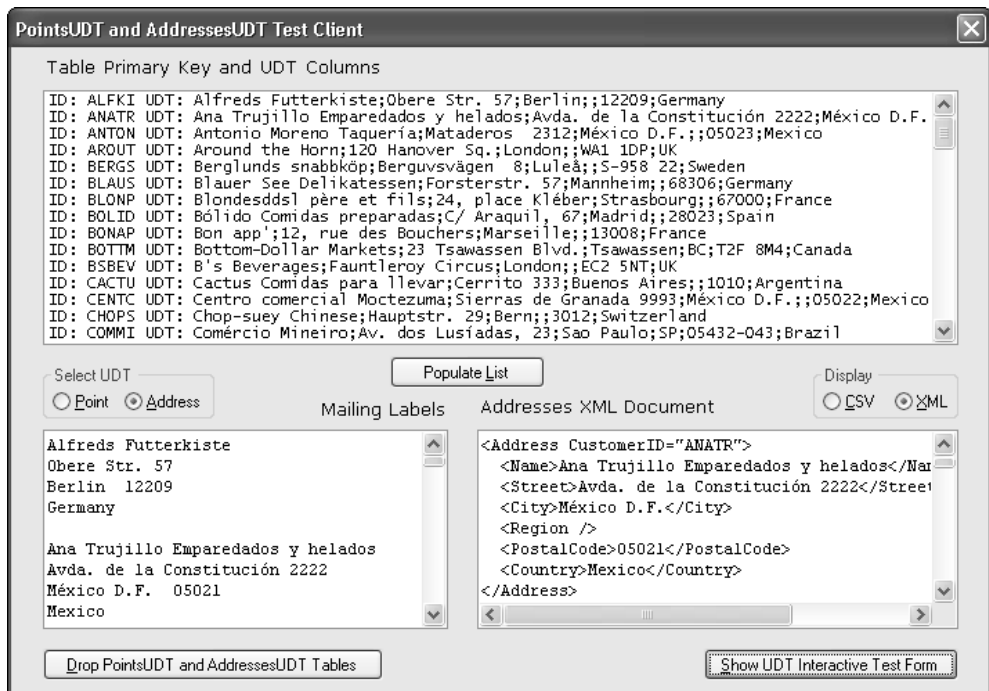 PointsUDT and AddressesUDT Test Client
Table Primary Key and UDT Columns
ID: ALFKI UDT: Alfreds Futterkiste;Obere Str. 57;Berlin;;12209;Germany
ID: ANATR UDT: Ana Trujillo Emparedados y helados;Avda. de la Constitución 2222;México D.F.
ID: ANTON UDT: Antonio Moreno Taquería;Mataderos  2312;México D.F.;;05023;Mexico
ID: AROUT UDT: Around the Horn;120 Hanover Sq.;London;;WA1 1DP;UK
ID: BERGS UDT: Berglunds snabbköp;Berguvsvägen  8;Luleå;;S-958 22;Sweden
ID: BLAUS UDT: Blauer See Delikatessen;Forsterstr. 57;Mannheim;;68306;Germany
ID: BLONP UDT: Blondesddsl père et fils;24, place Kléber;Strasbourg;;67000;France
ID: BOLID UDT: Bólido Comidas preparadas;C/ Araquil, 67;Madrid;;28023;Spain
ID: BONAP UDT: Bon app';12, rue des Bouchers;Marseille;;13008;France
ID: BOTTM UDT: Bottom-Dollar Markets;23 Tsawassen Blvd.;Tsawassen;BC;T2F 8M4;Canada
ID: BSBEV UDT: B's Beverages;Fauntleroy Circus;London;;EC2 5NT;UK
ID: CACTU UDT: Cactus Comidas para llevar;Cerrito 333;Buenos Aires;;1010;Argentina
ID: CENTC UDT: Centro comercial Moctezuma;Sierras de Granada 9993;México D.F.;;05022;Mexico
ID: CHOPS UDT: Chop-suey Chinese;Hauptstr. 29;Bern;;3012;Switzerland
ID: COMMI UDT: Comércio Mineiro;Av. dos Lusíadas, 23;Sao Paulo;SP;05432-043;Brazil
Select UDT
Point Address
Populate List
Display
CSV XML
Mailing Labels
Alfreds Futterkiste
Obere Str. 57
Berlin  12209
Germany
Ana Trujillo Emparedados y helados
Avda. de la Constitución 2222
México D.F.  05021
Mexico
Addresses XML Document
<Address CustomerID="ANATR">
<Name>Ana Trujillo Emparedados y helados</Nar
<Street>Avda. de la Constitución 2222</Street
<City>México D.F.</City>
<Region />
<PostalCode>05021</PostalCode>
<Country>Mexico</Country>
</Address>
Drop PointsUDT and AddressesUDT Tables
Show UDT Interactive Test Form